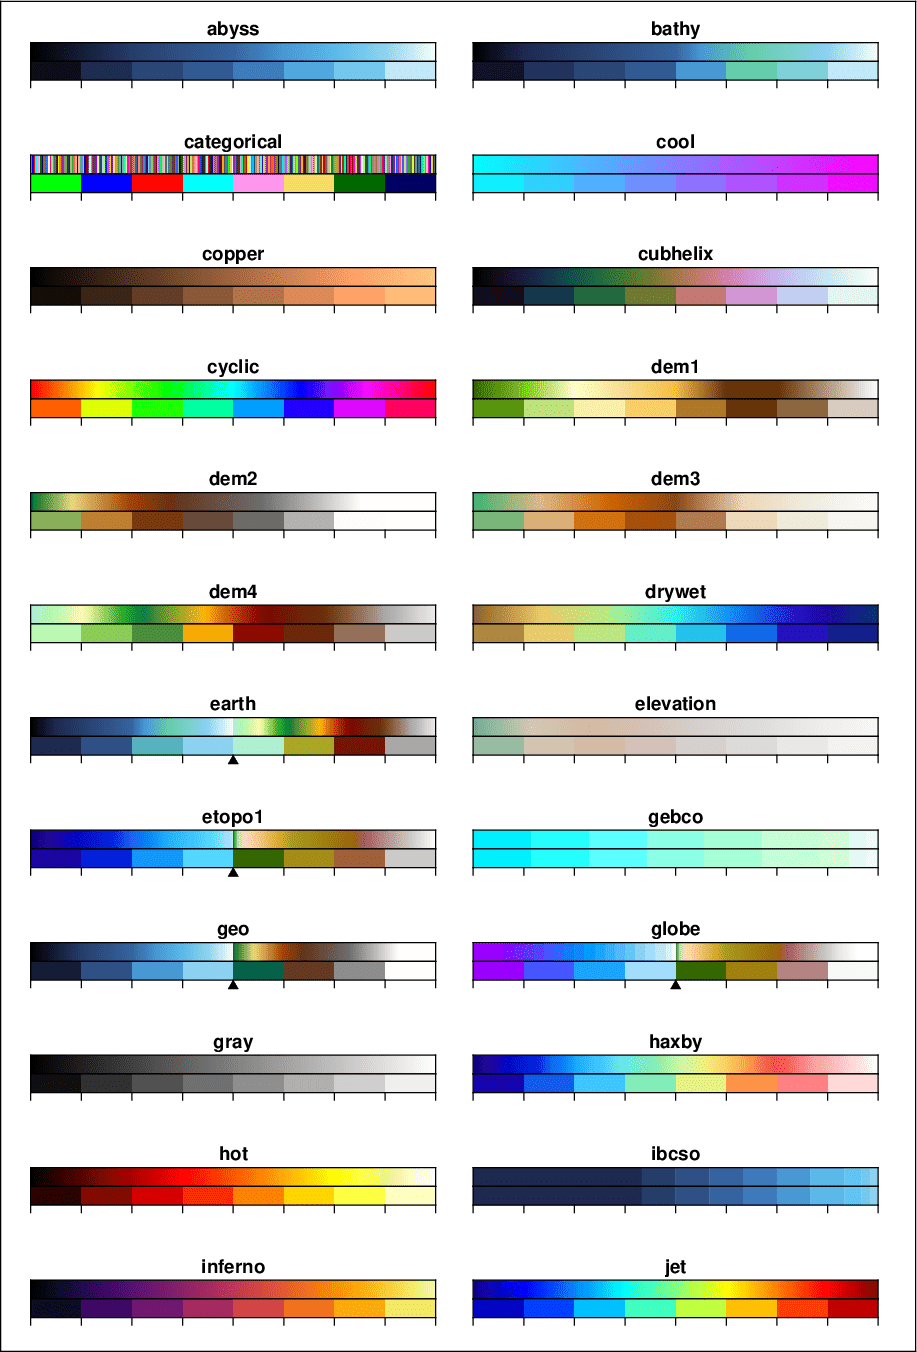 abyss
bathy
categorical
cool
copper
cubhelix
cyclic
dem1
dem2
dem3
dem4
drywet
earth
elevation
etopo1
gebco
geo
globe
gray
haxby
hot
ibcso
inferno
jet